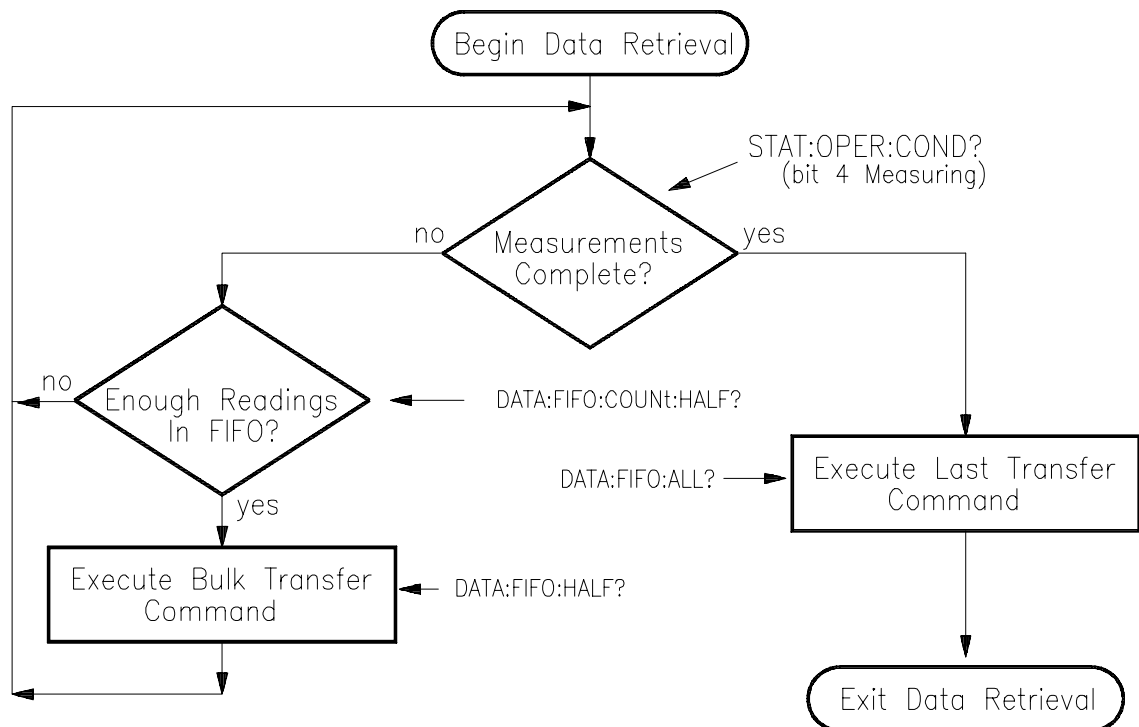 Begin Data Retrieval
STAT:OPER:COND?
(bit 4 Measuring)
no
yes
Measurements
Complete?
no
Enough Readings
In FIFO?
DATA:FIFO:COUNt:HALF?
Execute Last Transfer
Command
DATA:FIFO:ALL?
yes
Execute Bulk Transfer
Command
DATA:FIFO:HALF?
Exit Data Retrieval